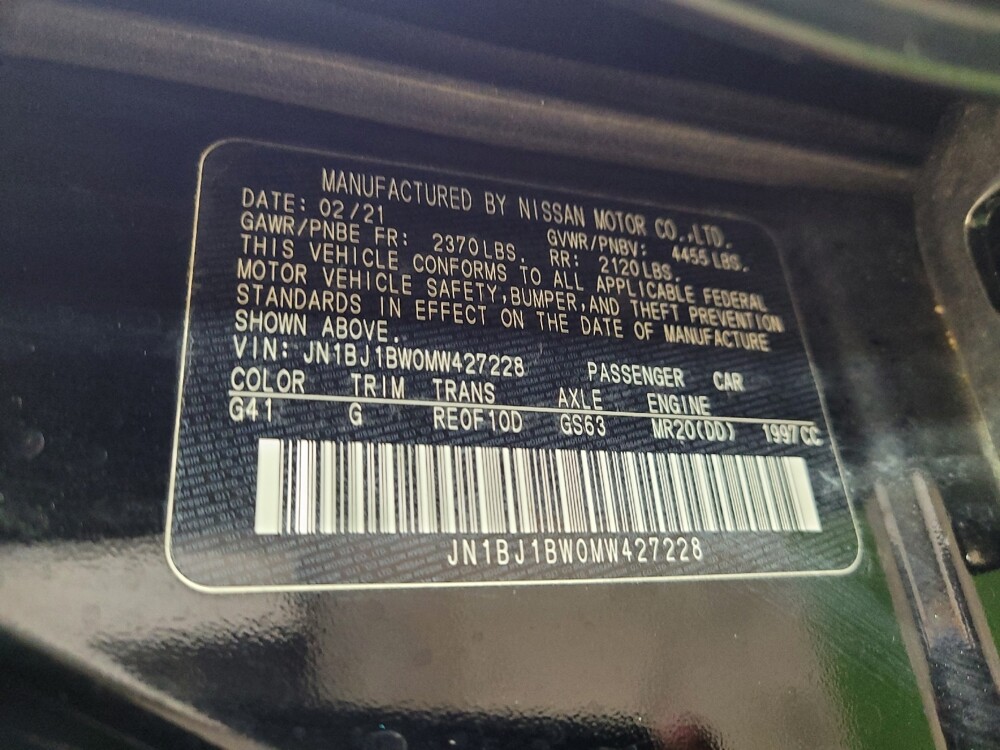 MANUFACTURED BY NISSAN MOTOR CO.,LTD.
DATE: 02/21 GVWR/PNBV: 4455 LBS.
GAWR/PNBE FR: 2370LBS. RR: 2120LBS.
THIS VEHICLE CONFORMS TO ALL APPLICABLE FEDERAL
MOTOR VEHICLE SAFETY,BUMPER,AND THEFT PREVENTION
STANDARDS IN EFFECT ON THE DATE OF MANUFACTURE
SHOWN ABOVE.
VIN: JN1BJ1BW0MW427228 PASSENGER CAR
COLOR TRIM TRANS AXLE ENGINE
G41 G RE0F10D GS63 MR20(DD) 1997CC
JN1BJ1BW0MW427228